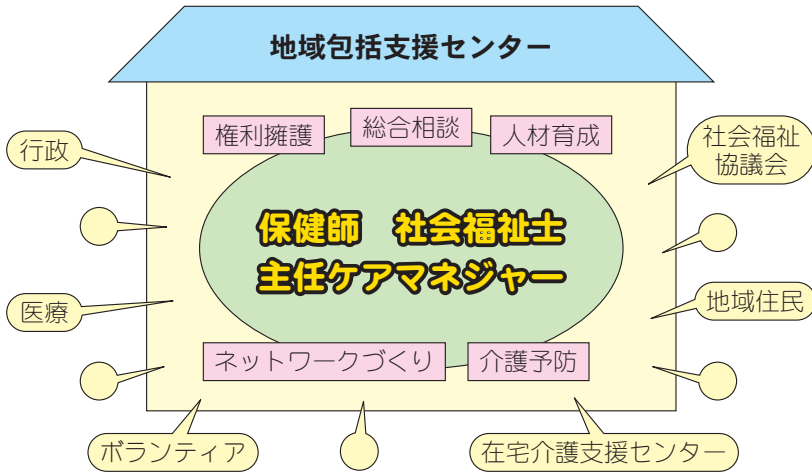 地域包括支援センター
権利擁護
総合相談
人材育成
行政
社会福祉
協議会
保健師　社会福祉士
主任ケアマネジャー
医療
地域住民
ネットワークづくり
介護予防
ボランティア
在宅介護支援センター